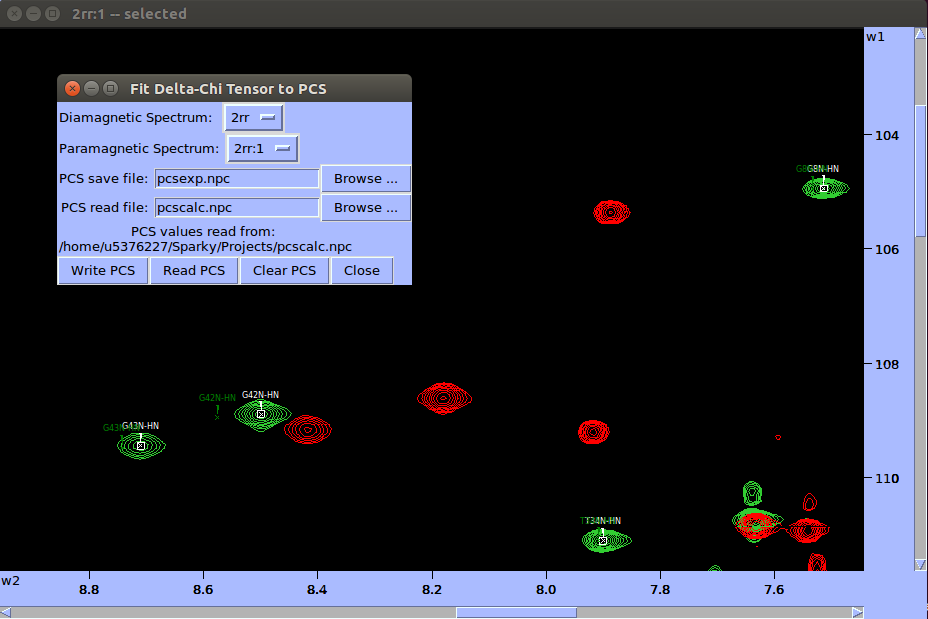 2rr:1 -- selected
w1
Fit Delta-Chi Tensor to PCS
Diamagnetic Spectrum: 2rr
Paramagnetic Spectrum: 2rr:1
PCS save file: pcsexp.npc Browse ...
PCS read file: pcscalc.npc Browse ...
PCS values read from:
/home/u5376227/Sparky/Projects/pcscalc.npc
Write PCS Read PCS Clear PCS Close
104
G8N-HN
106
108
G42N-HN G42N-HN
G43N-HN
110
T34N-HN
w2
8.8 8.6 8.4 8.2 8.0 7.8 7.6